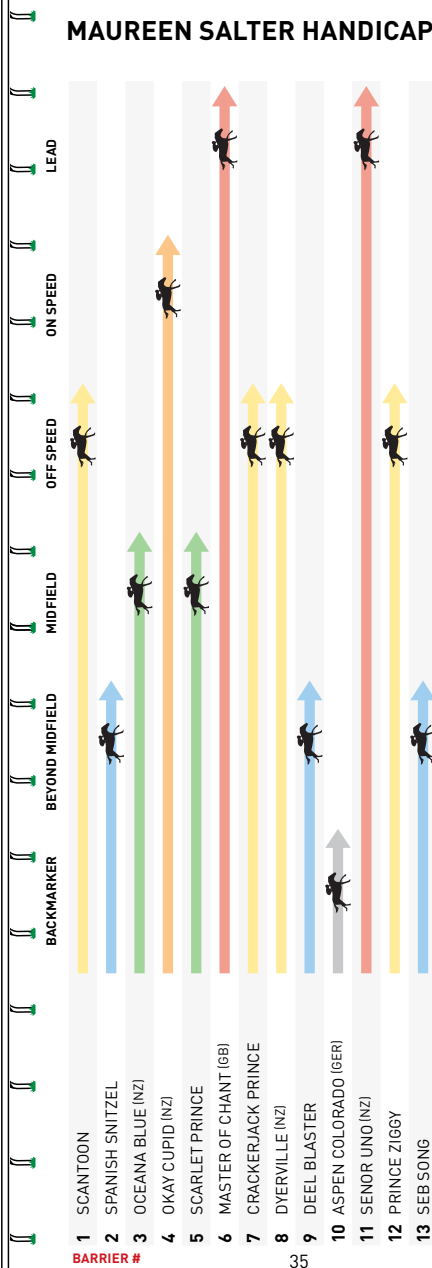 MAUREEN SALTER HANDICAP
LEAD
ON SPEED
OFF SPEED
MIDFIELD
BEYOND MIDFIELD
BACKMARKER
1 SCANTOON
2 SPANISH SNITZEL
3 OCEANA BLUE (NZ)
4 OKAY CUPID (NZ)
5 SCARLET PRINCE
6 MASTER OF CHANT (GB)
7 CRACKERJACK PRINCE
8 DYERVILLE (NZ)
9 DEEL BLASTER
10 ASPEN COLORADO (GER)
11 SENOR UNO (NZ)
12 PRINCE ZIGGY
13 SEB SONG
BARRIER #
35